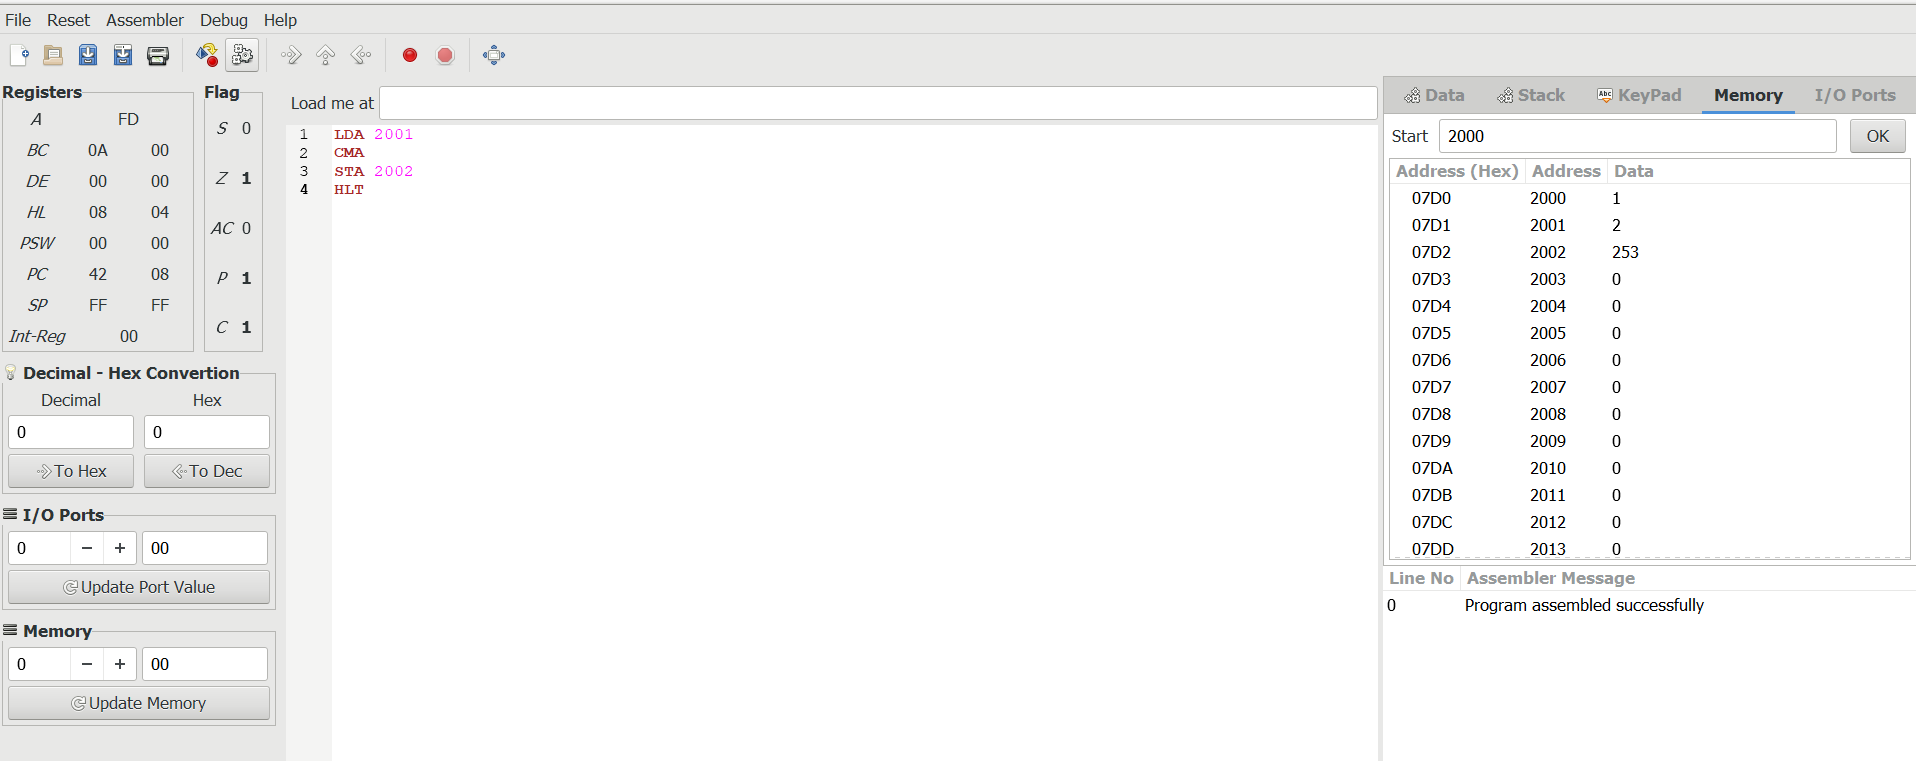 File Reset Assembler Debug Help
Registers
A FD
BC 0A 00
DE 00 00
HL 08 04
PSW 00 00
PC 42 08
SP FF FF
Int-Reg 00
Flag
S 0
Z 1
AC 0
P 1
C 1
Decimal - Hex Convertion
Decimal Hex
0 0
To Hex To Dec
I/O Ports
0 − + 00
Update Port Value
Memory
0 − + 00
Update Memory
Load me at
1 LDA 2001
2 CMA
3 STA 2002
4 HLT
Data Stack Abc KeyPad Memory I/O Ports
Start 2000 OK
Address (Hex) Address Data
07D0 2000 1
07D1 2001 2
07D2 2002 253
07D3 2003 0
07D4 2004 0
07D5 2005 0
07D6 2006 0
07D7 2007 0
07D8 2008 0
07D9 2009 0
07DA 2010 0
07DB 2011 0
07DC 2012 0
07DD 2013 0
Line No Assembler Message
0 Program assembled successfully